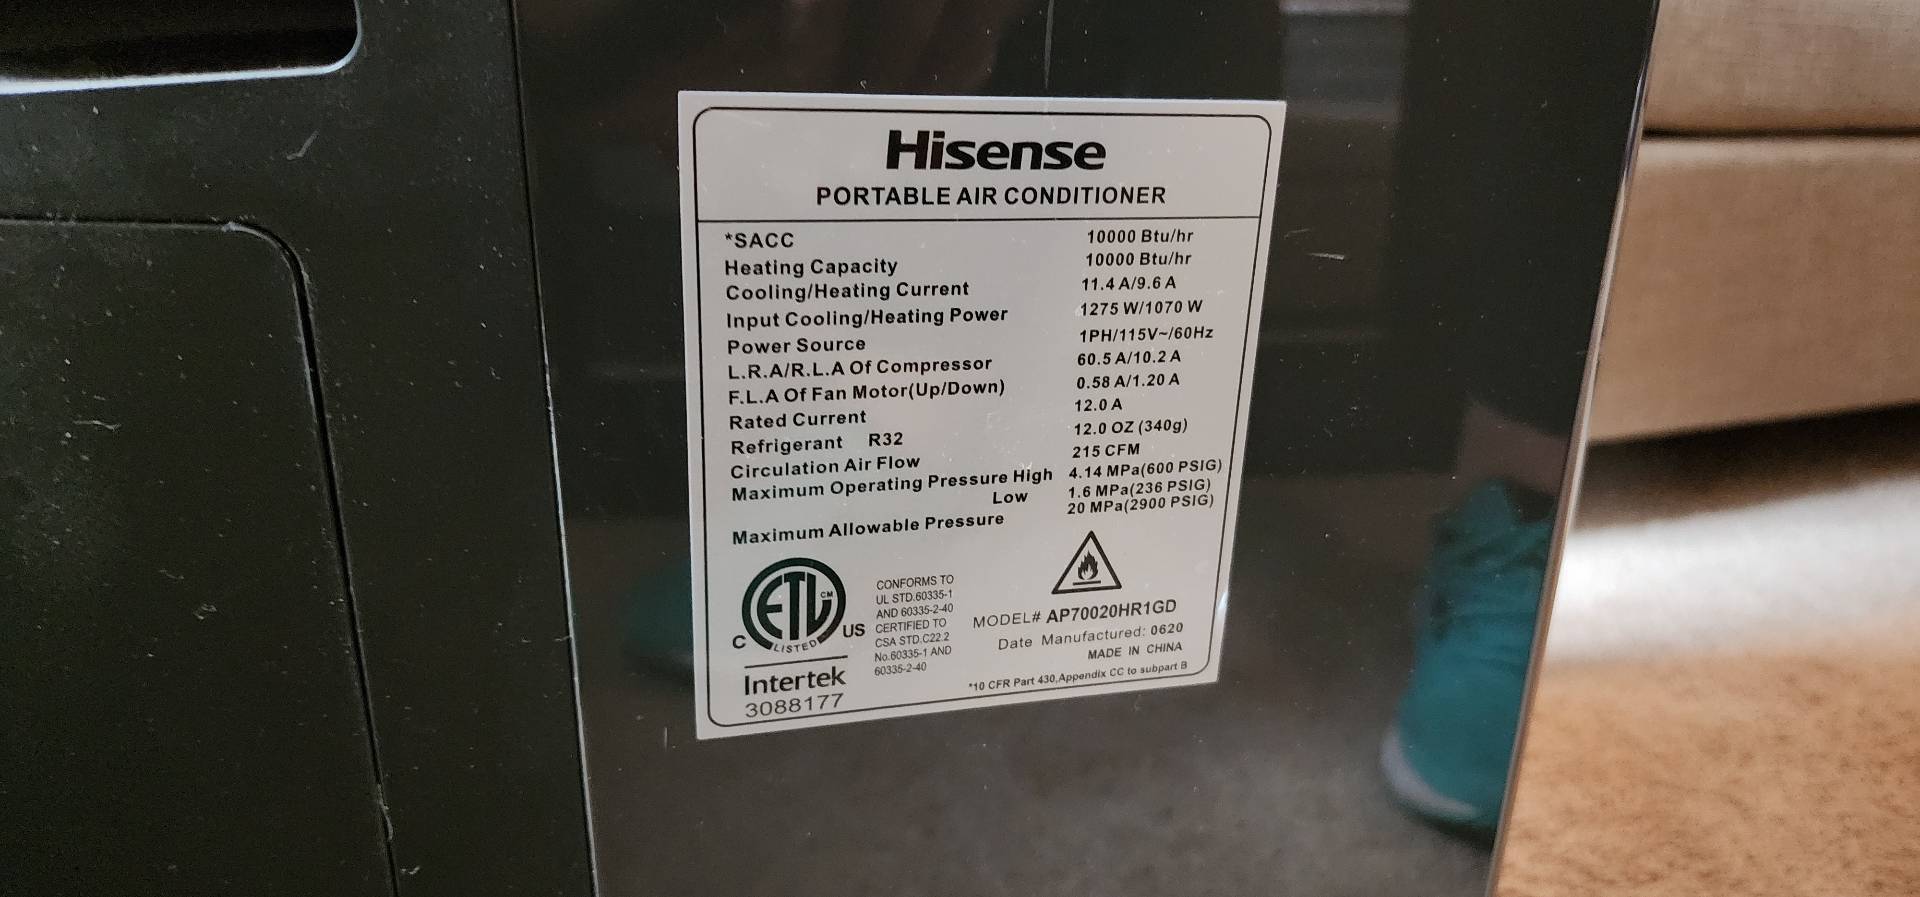 Hisense
PORTABLE AIR CONDITIONER
*SACC 10000 Btu/hr
Heating Capacity 10000 Btu/hr
Cooling/Heating Current 11.4 A/9.6 A
Input Cooling/Heating Power 1275 W/1070 W
Power Source 1PH/115V~/60Hz
L.R.A/R.L.A Of Compressor 60.5 A/10.2 A
F.L.A Of Fan Motor(Up/Down) 0.58 A/1.20 A
Rated Current 12.0 A
Refrigerant R32 12.0 OZ (340g)
Circulation Air Flow 215 CFM
Maximum Operating Pressure High 4.14 MPa(600 PSIG)
Low 1.6 MPa(236 PSIG)
Maximum Allowable Pressure 20 MPa(2900 PSIG)
ETL CM
LISTED
C US
Intertek
3088177
CONFORMS TO
UL STD.60335-1
AND 60335-2-40
CERTIFIED TO
CSA STD.C22.2
No.60335-1 AND
60335-2-40
MODEL# AP70020HR1GD
Date Manufactured: 0620
MADE IN CHINA
*10 CFR Part 430,Appendix CC to subpart B